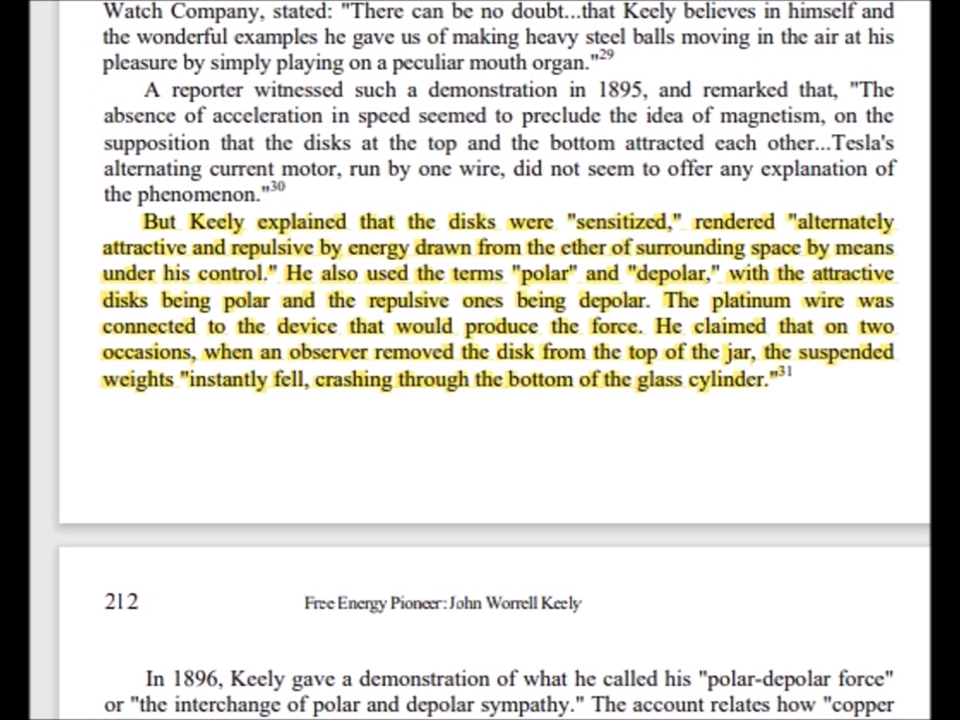 Watch Company, stated: "There can be no doubt...that Keely believes in himself and
the wonderful examples he gave us of making heavy steel balls moving in the air at his
pleasure by simply playing on a peculiar mouth organ."29
A reporter witnessed such a demonstration in 1895, and remarked that, "The
absence of acceleration in speed seemed to preclude the idea of magnetism, on the
supposition that the disks at the top and the bottom attracted each other...Tesla's
alternating current motor, run by one wire, did not seem to offer any explanation of
the phenomenon."30
But Keely explained that the disks were "sensitized," rendered "alternately
attractive and repulsive by energy drawn from the ether of surrounding space by means
under his control." He also used the terms "polar" and "depolar," with the attractive
disks being polar and the repulsive ones being depolar. The platinum wire was
connected to the device that would produce the force. He claimed that on two
occasions, when an observer removed the disk from the top of the jar, the suspended
weights "instantly fell, crashing through the bottom of the glass cylinder."31
212 Free Energy Pioneer: John Worrell Keely
In 1896, Keely gave a demonstration of what he called his "polar-depolar force"
or "the interchange of polar and depolar sympathy." The account relates how "copper